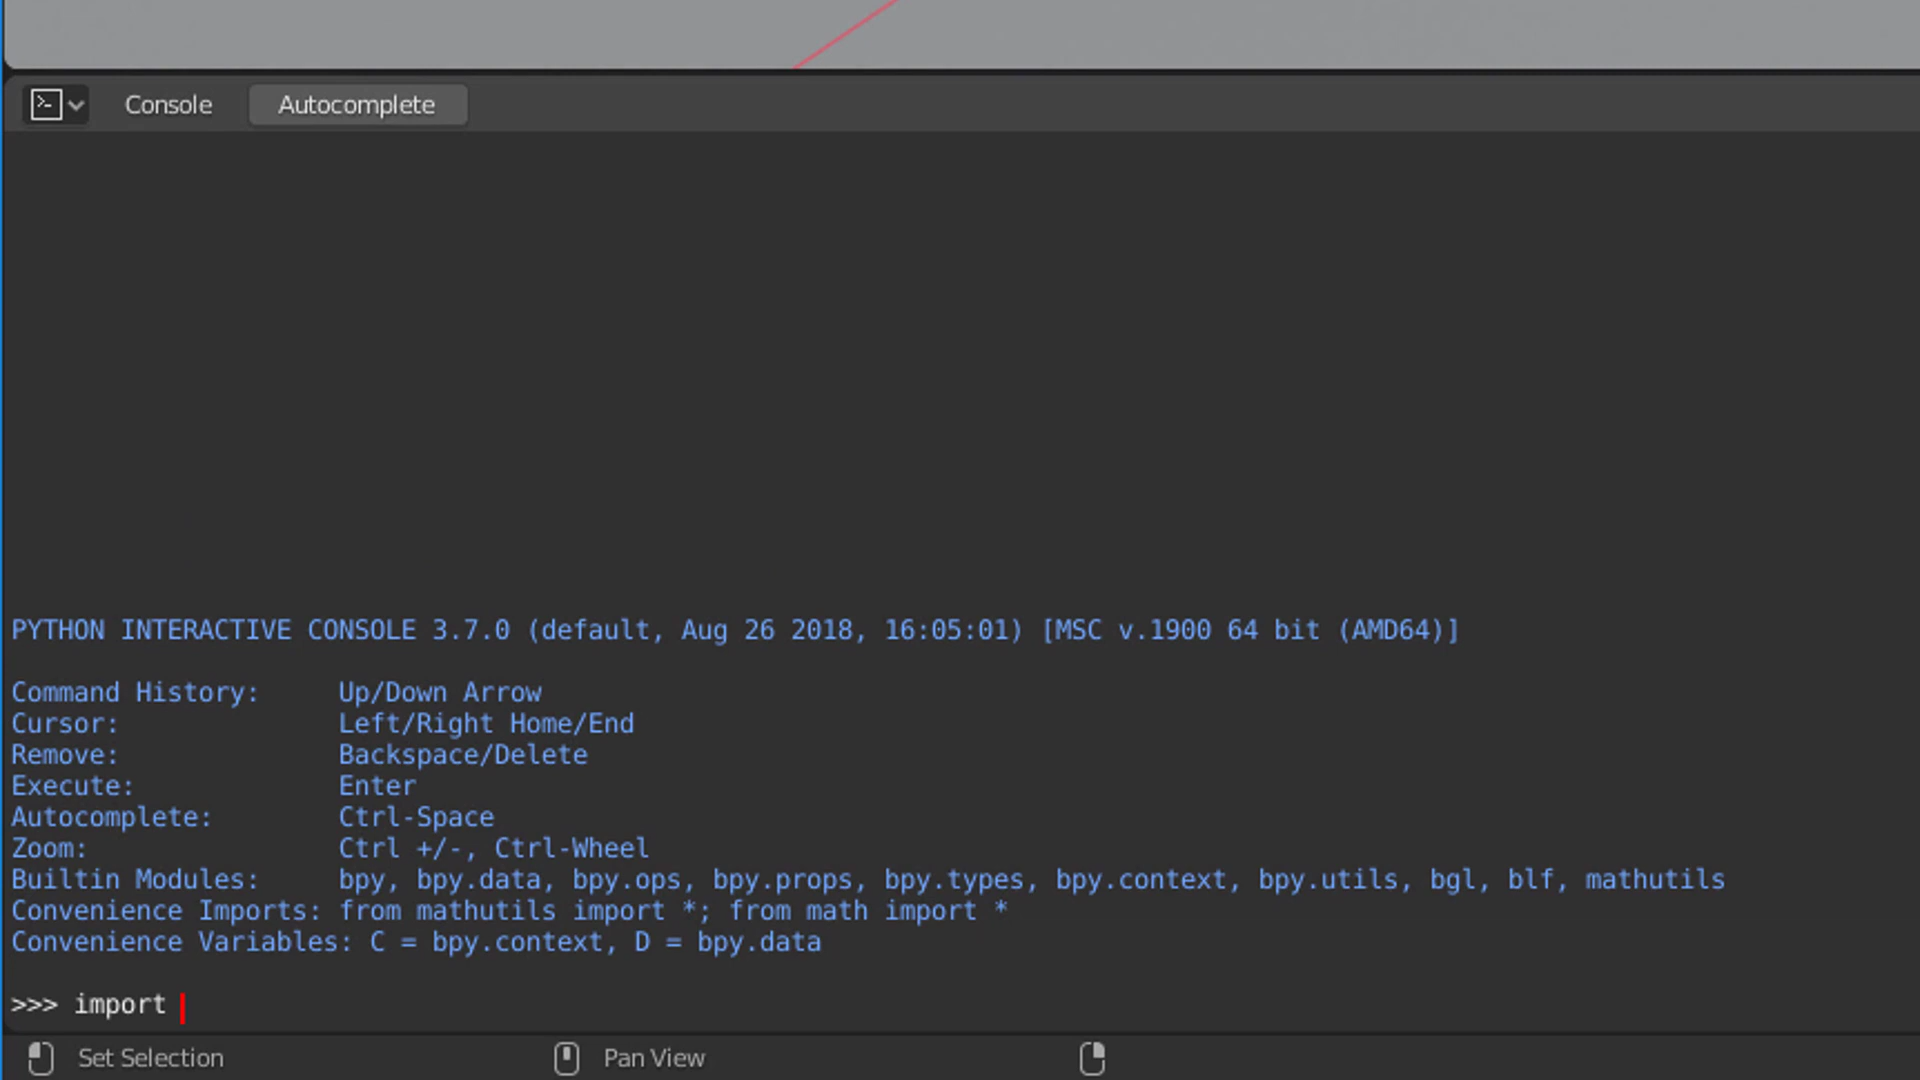 Console Autocomplete
PYTHON INTERACTIVE CONSOLE 3.7.0 (default, Aug 26 2018, 16:05:01) [MSC v.1900 64 bit (AMD64)]
Command History: Up/Down Arrow
Cursor: Left/Right Home/End
Remove: Backspace/Delete
Execute: Enter
Autocomplete: Ctrl-Space
Zoom: Ctrl +/-, Ctrl-Wheel
Builtin Modules: bpy, bpy.data, bpy.ops, bpy.props, bpy.types, bpy.context, bpy.utils, bgl, blf, mathutils
Convenience Imports: from mathutils import *; from math import *
Convenience Variables: C = bpy.context, D = bpy.data
>>> import
Set Selection Pan View